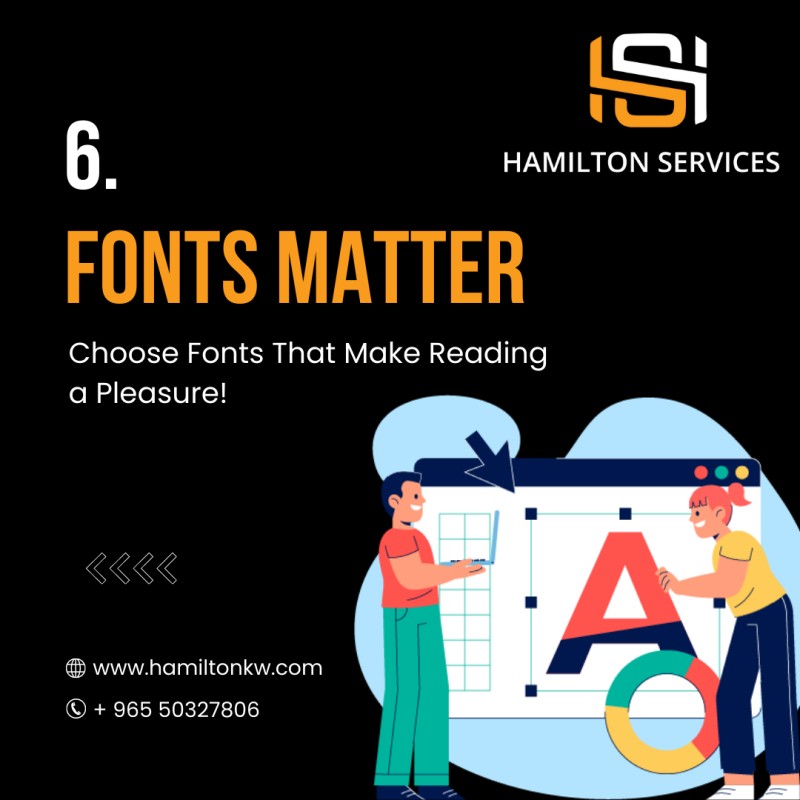 HAMILTON SERVICES
6.
FONTS MATTER
Choose Fonts That Make Reading
a Pleasure!
A
www.hamiltonkw.com
+ 965 50327806